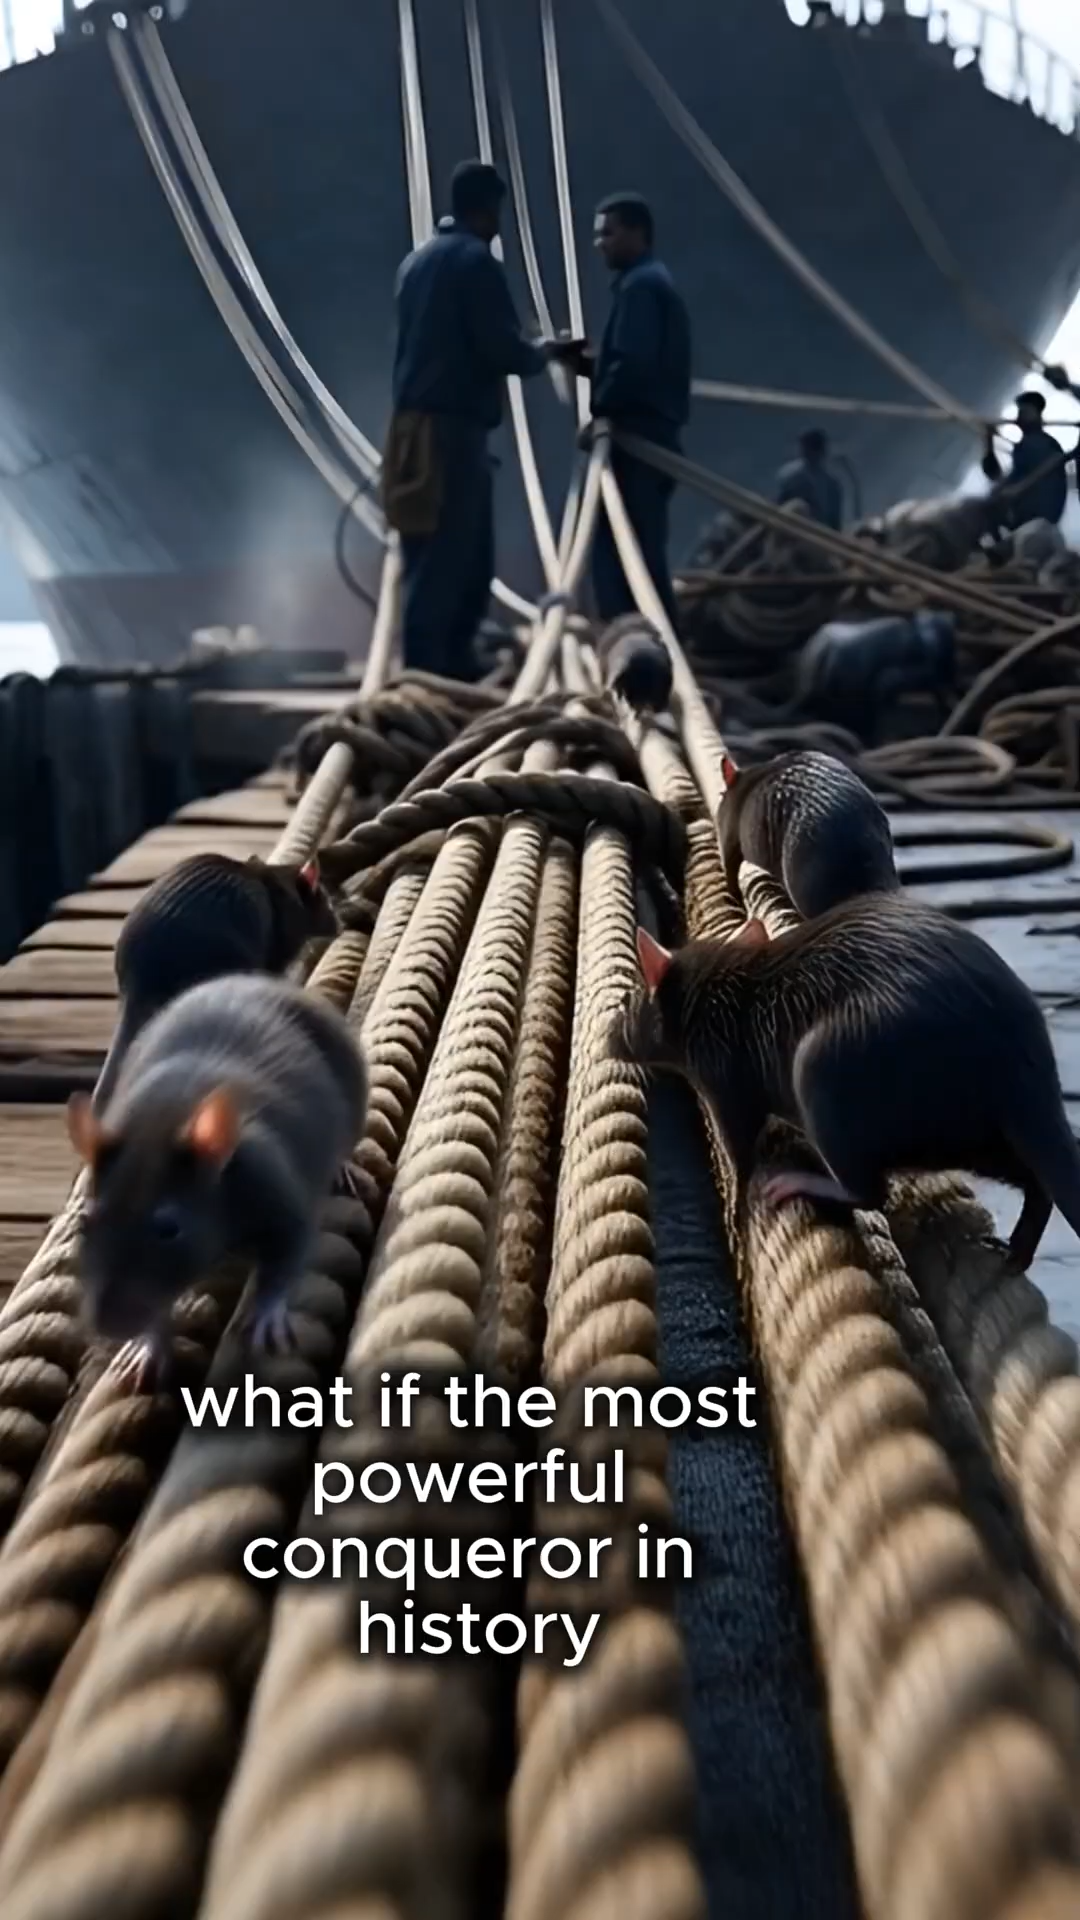 what if the most
powerful
conqueror in
history